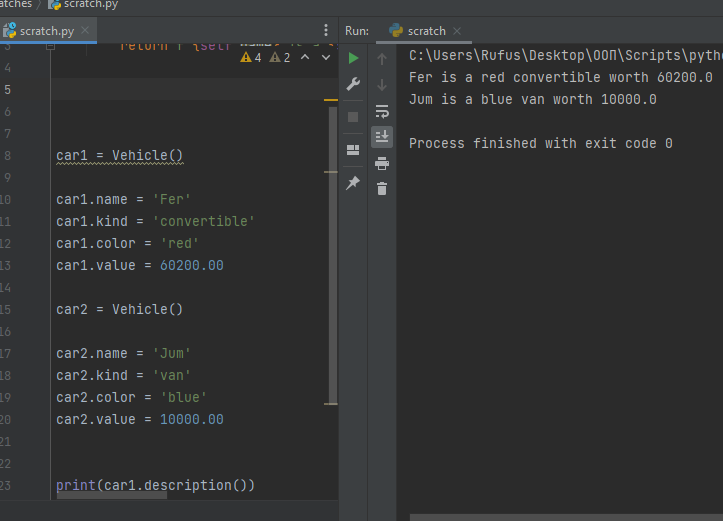 atches scratch.py
scratch.py
Run: scratch
4 2
3 return f'{self
4
5
6
7
8 car1 = Vehicle()
9
10 car1.name = 'Fer'
11 car1.kind = 'convertible'
12 car1.color = 'red'
13 car1.value = 60200.00
14
15 car2 = Vehicle()
16
17 car2.name = 'Jum'
18 car2.kind = 'van'
19 car2.color = 'blue'
20 car2.value = 10000.00
21
22
23 print(car1.description())
C:\Users\Rufus\Desktop\ООП\Scripts\pytho
Fer is a red convertible worth 60200.0
Jum is a blue van worth 10000.0
Process finished with exit code 0